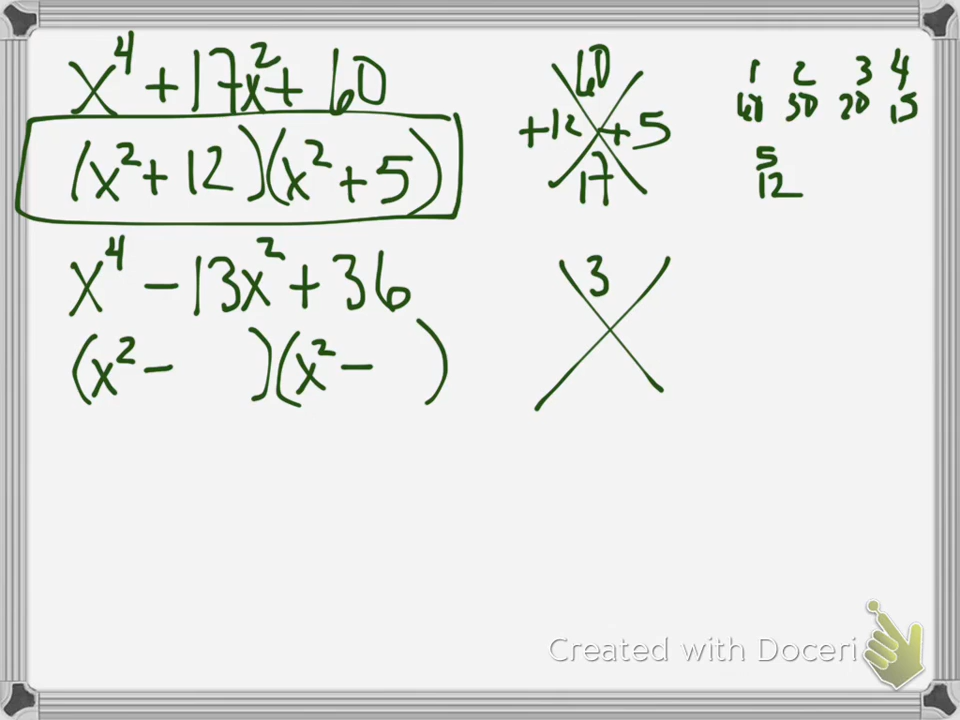 x⁴ + 17x² + 60
(x² + 12)(x² + 5)
60
+12 +5
17
1 2 3 4
60 30 20 15
5
12
x⁴ − 13x² + 36
(x² − )(x² − )
3
Created with Doceri